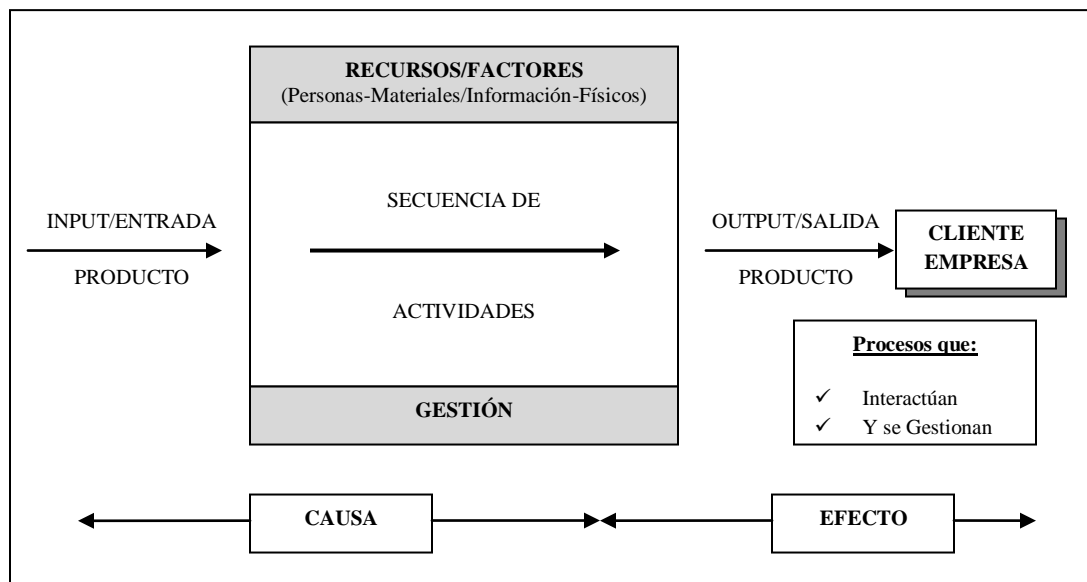 RECURSOS/FACTORES
(Personas-Materiales/Información-Físicos)
INPUT/ENTRADA
PRODUCTO
SECUENCIA DE
ACTIVIDADES
OUTPUT/SALIDA
PRODUCTO
CLIENTE
EMPRESA
GESTIÓN
Procesos que:
✓ Interactúan
✓ Y se Gestionan
CAUSA
EFECTO